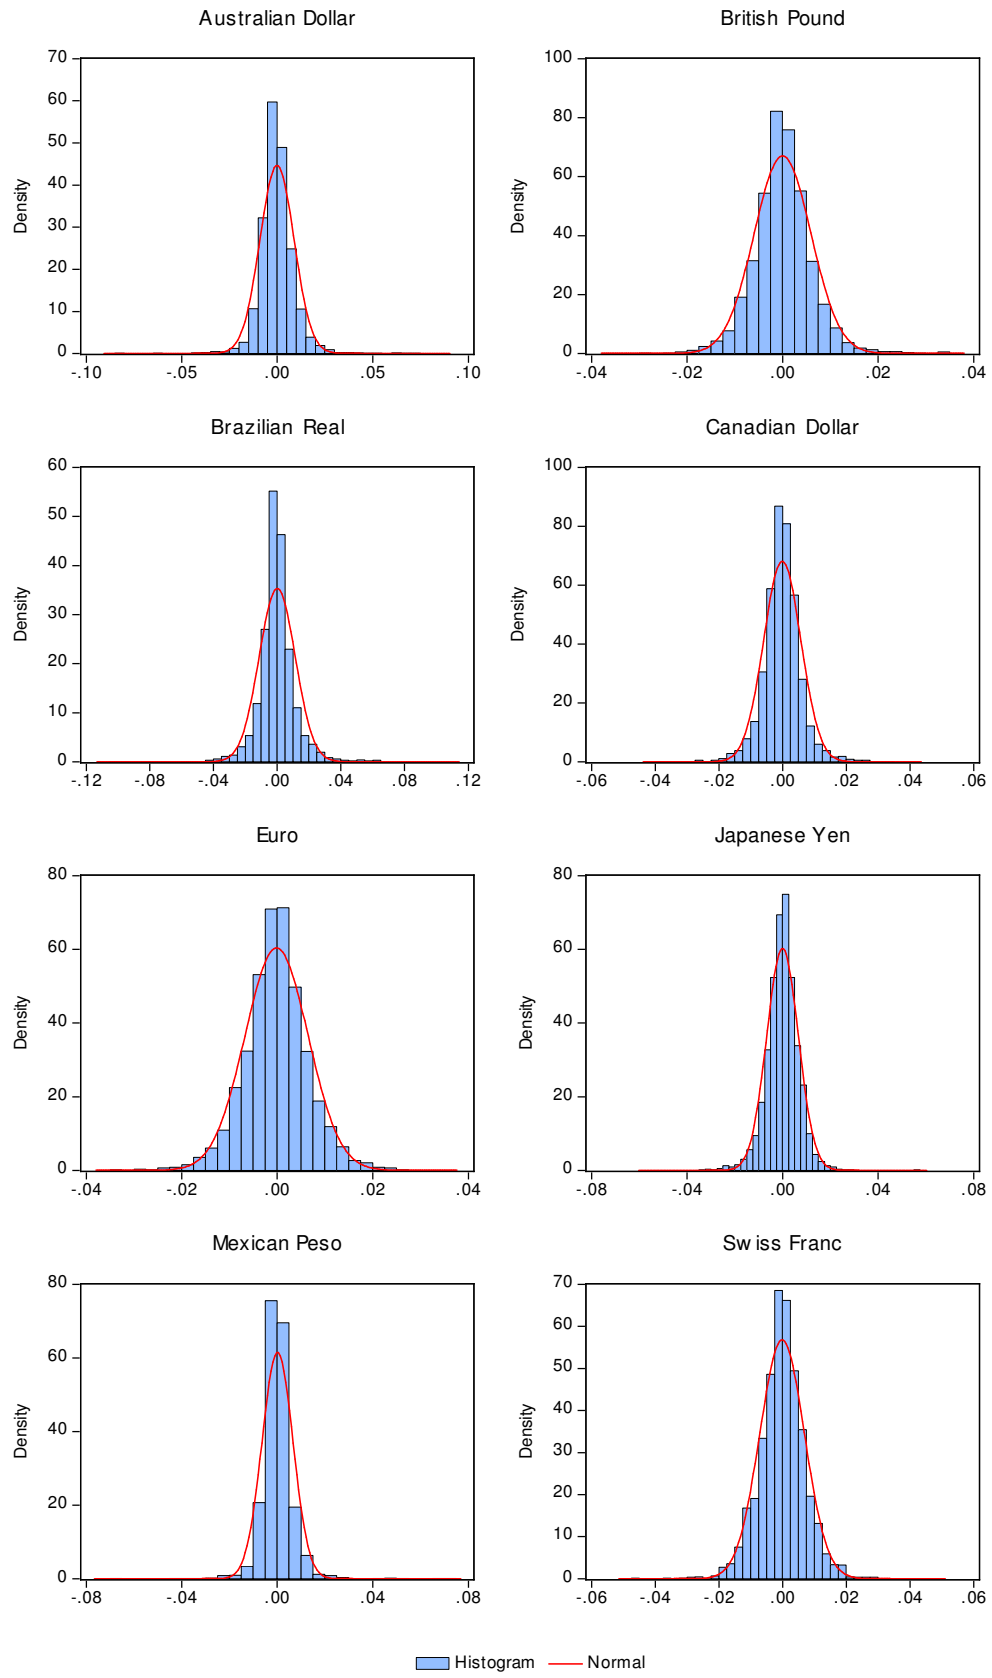 Australian Dollar
70
60
50
40
30
20
10
0
Density
-.10 -.05 .00 .05 .10
British Pound
100
80
60
40
20
0
Density
-.04 -.02 .00 .02 .04
Brazilian Real
60
50
40
30
20
10
0
Density
-.12 -.08 -.04 .00 .04 .08 .12
Canadian Dollar
100
80
60
40
20
0
Density
-.06 -.04 -.02 .00 .02 .04 .06
Euro
80
60
40
20
0
Density
-.04 -.02 .00 .02 .04
Japanese Yen
80
60
40
20
0
Density
-.08 -.04 .00 .04 .08
Mexican Peso
80
60
40
20
0
Density
-.08 -.04 .00 .04 .08
Swiss Franc
70
60
50
40
30
20
10
0
Density
-.06 -.04 -.02 .00 .02 .04 .06
Histogram Normal